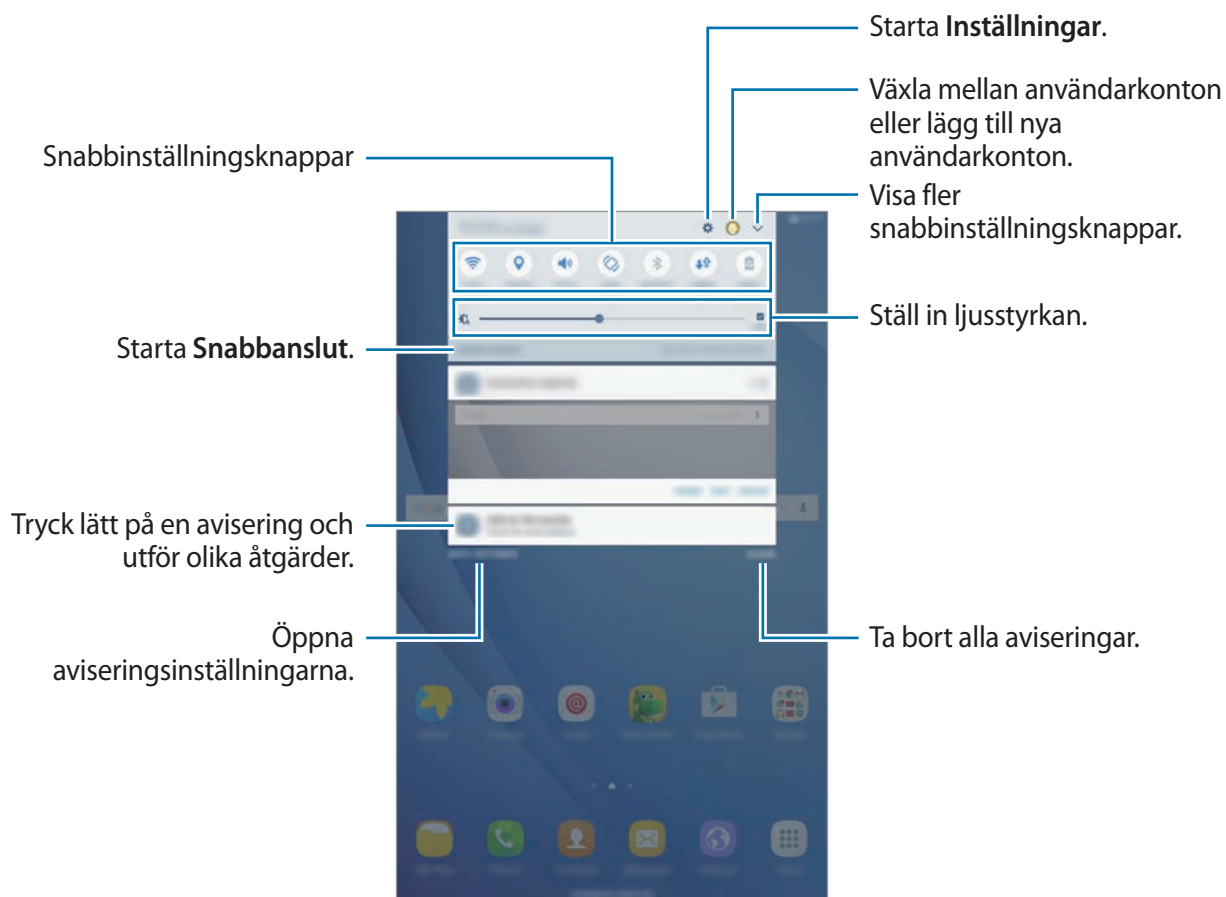 Starta Inställningar.
Växla mellan användarkonton
eller lägg till nya
användarkonton.
Snabbinställningsknappar
Visa fler
snabbinställningsknappar.
Ställ in ljusstyrkan.
Starta Snabbanslut.
Tryck lätt på en avisering och
utför olika åtgärder.
Öppna
aviseringsinställningarna.
Ta bort alla aviseringar.